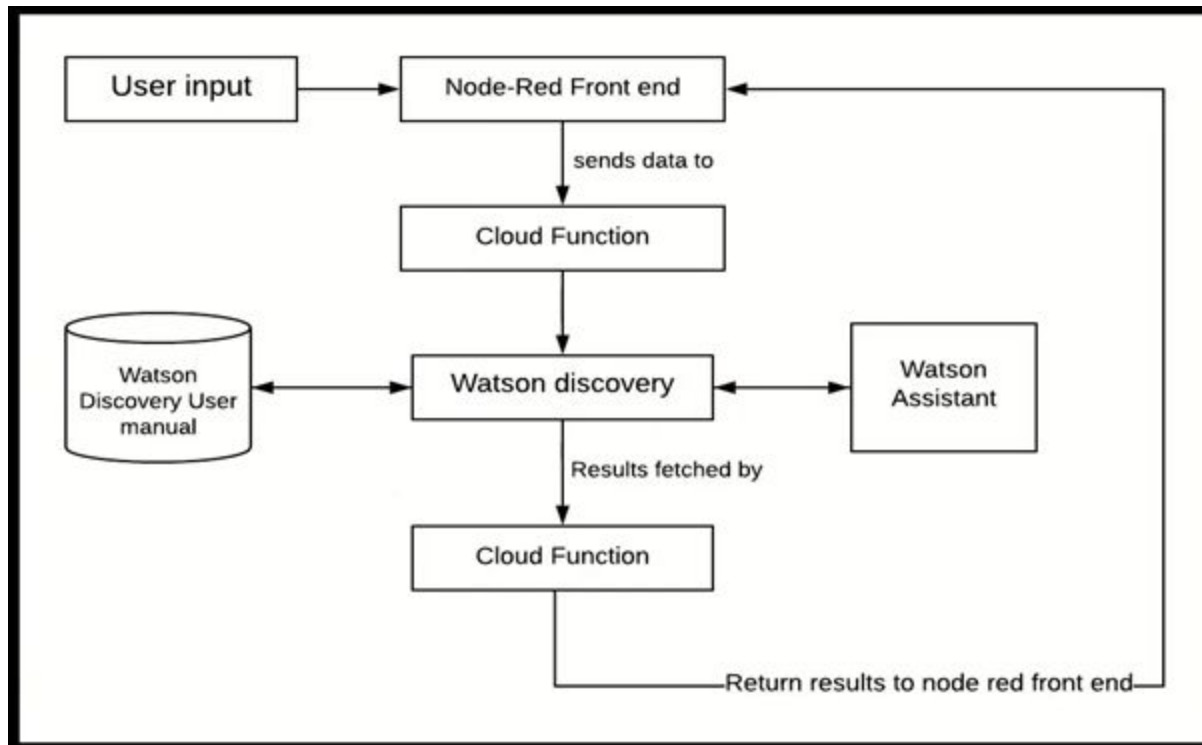 User input
Node-Red Front end
sends data to
Cloud Function
Watson
Discovery User
manual
Watson discovery
Watson
Assistant
Results fetched by
Cloud Function
Return results to node red front end